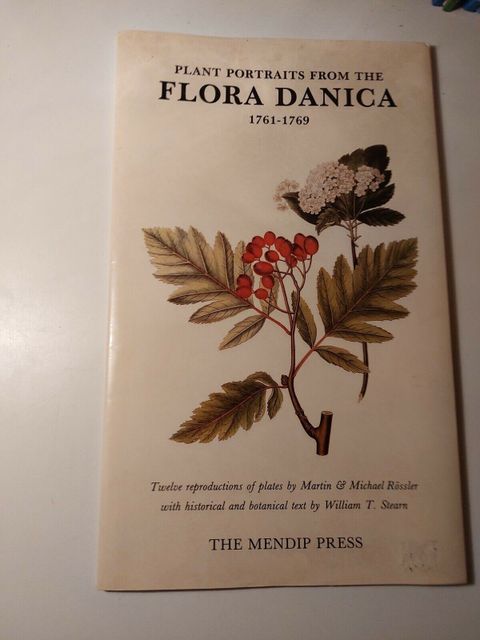 PLANT PORTRAITS FROM THE
FLORA DANICA
1761-1769
Twelve reproductions of plates by Martin & Michael Rössler
with historical and botanical text by William T. Stearn
THE MENDIP PRESS